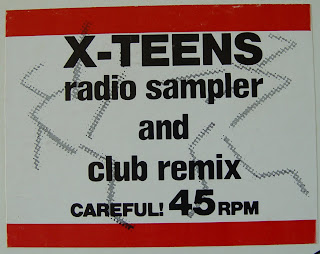 X-TEENS
radio sampler
and
club remix
CAREFUL! 45 RPM